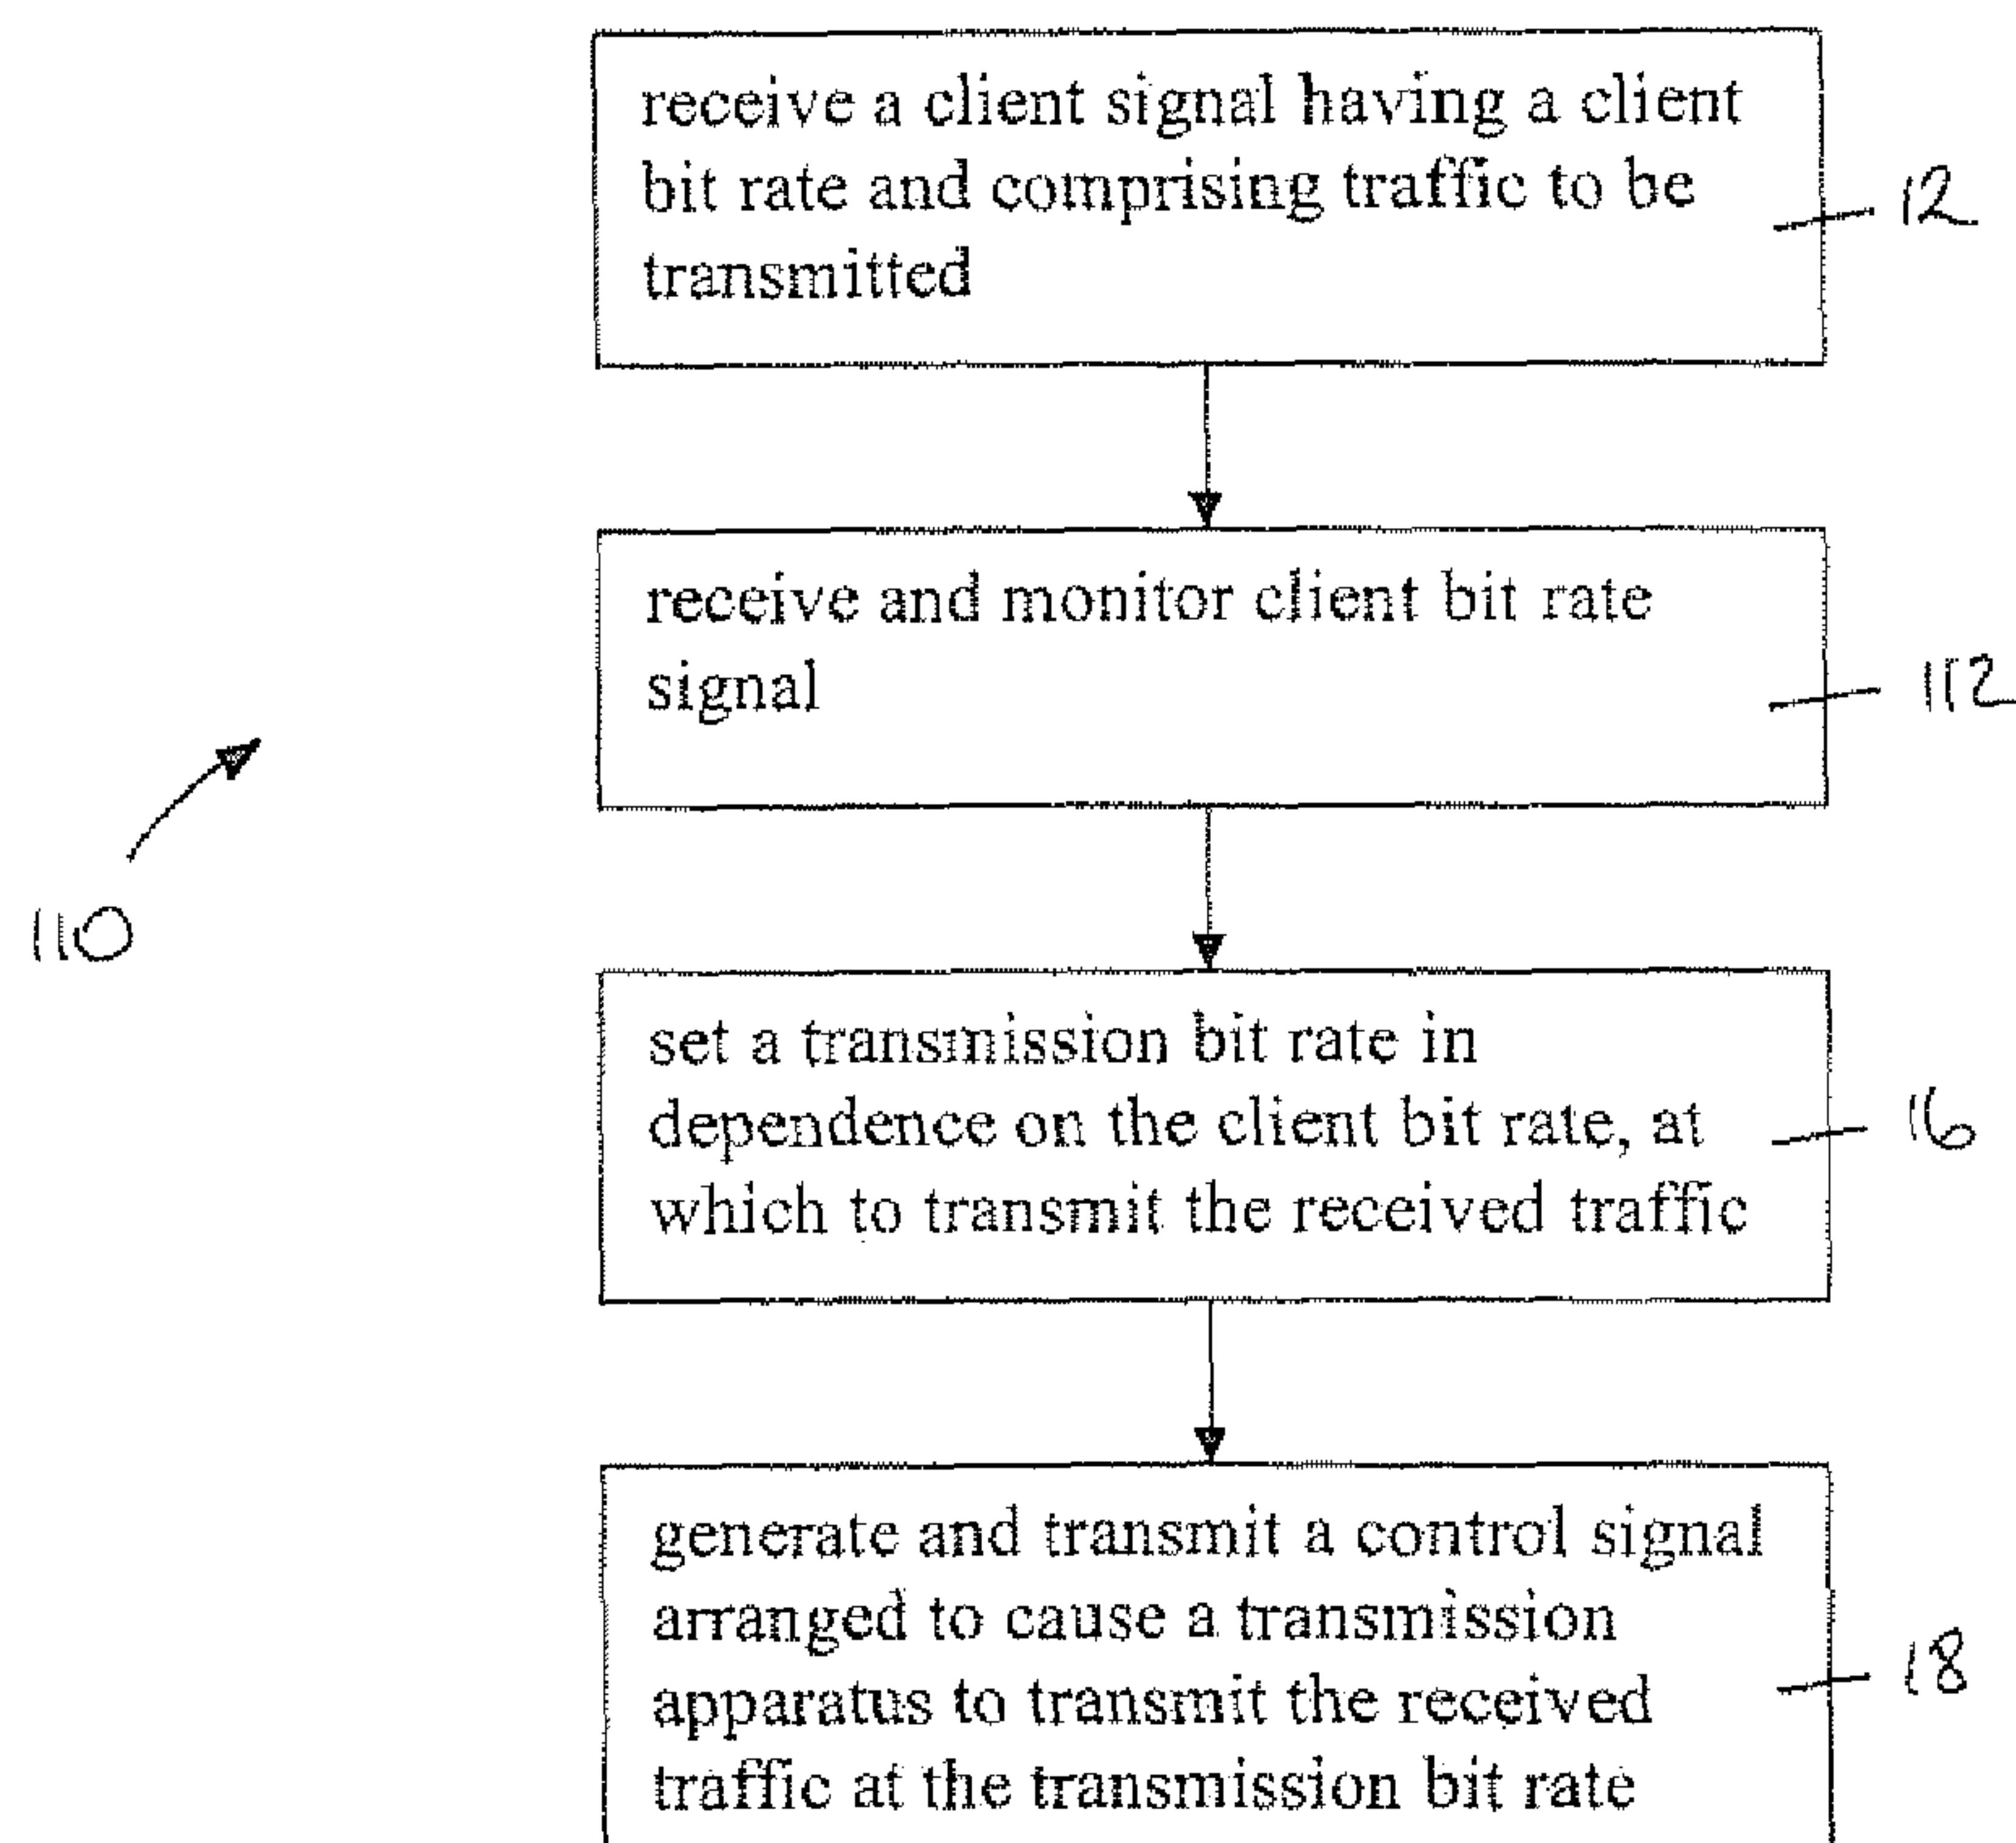 receive a client signal having a client
bit rate and comprising traffic to be
transmitted
12
receive and monitor client bit rate
signal
112
110
set a transmission bit rate in
dependence on the client bit rate, at
which to transmit the received traffic
16
generate and transmit a control signal
arranged to cause a transmission
apparatus to transmit the received
traffic at the transmission bit rate
18